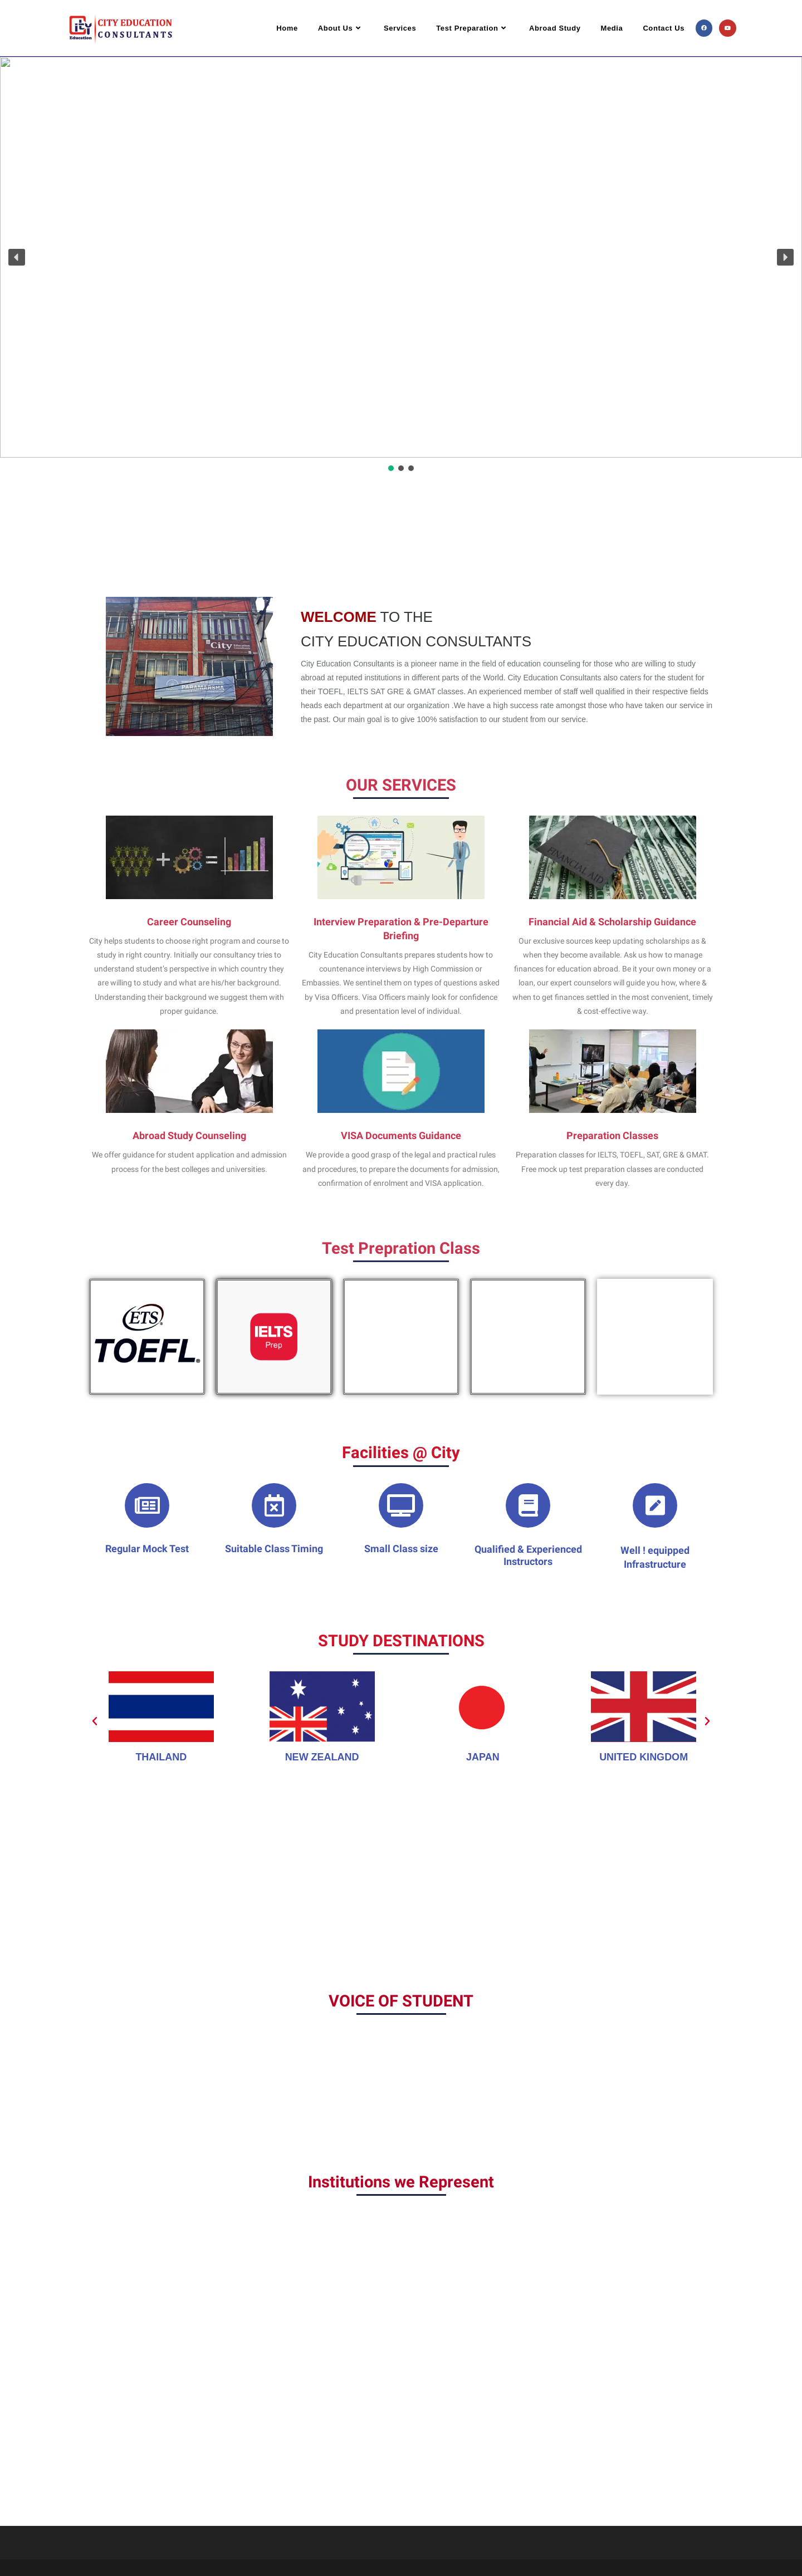 City
Education
CITY EDUCATION
CONSULTANTS
Home
About Us
Services
Test Preparation
Abroad Study
Media
Contact Us
City
WELCOME TO THE
CITY EDUCATION CONSULTANTS
City Education Consultants is a pioneer name in the field of education counseling for those who are willing to study
abroad at reputed institutions in different parts of the World. City Education Consultants also caters for the student for
their TOEFL, IELTS SAT GRE & GMAT classes. An experienced member of staff well qualified in their respective fields
heads each department at our organization .We have a high success rate amongst those who have taken our service in
the past. Our main goal is to give 100% satisfaction to our student from our service.
OUR SERVICES
FINANCIAL AID
Career Counseling
City helps students to choose right program and course to
study in right country. Initially our consultancy tries to
understand student's perspective in which country they
are willing to study and what are his/her background.
Understanding their background we suggest them with
proper guidance.
Interview Preparation & Pre-Departure
Briefing
City Education Consultants prepares students how to
countenance interviews by High Commission or
Embassies. We sentinel them on types of questions asked
by Visa Officers. Visa Officers mainly look for confidence
and presentation level of individual.
Financial Aid & Scholarship Guidance
Our exclusive sources keep updating scholarships as &
when they become available. Ask us how to manage
finances for education abroad. Be it your own money or a
loan, our expert counselors will guide you how, where &
when to get finances settled in the most convenient, timely
& cost-effective way.
Abroad Study Counseling
We offer guidance for student application and admission
process for the best colleges and universities.
VISA Documents Guidance
We provide a good grasp of the legal and practical rules
and procedures, to prepare the documents for admission,
confirmation of enrolment and VISA application.
Preparation Classes
Preparation classes for IELTS, TOEFL, SAT, GRE & GMAT.
Free mock up test preparation classes are conducted
every day.
Test Prepration Class
ETS
TOEFL®
IELTS
Prep
Facilities @ City
Regular Mock Test
Suitable Class Timing
Small Class size
Qualified & Experienced
Instructors
Well ! equipped
Infrastructure
STUDY DESTINATIONS
THAILAND
NEW ZEALAND
JAPAN
UNITED KINGDOM
VOICE OF STUDENT
Institutions we Represent